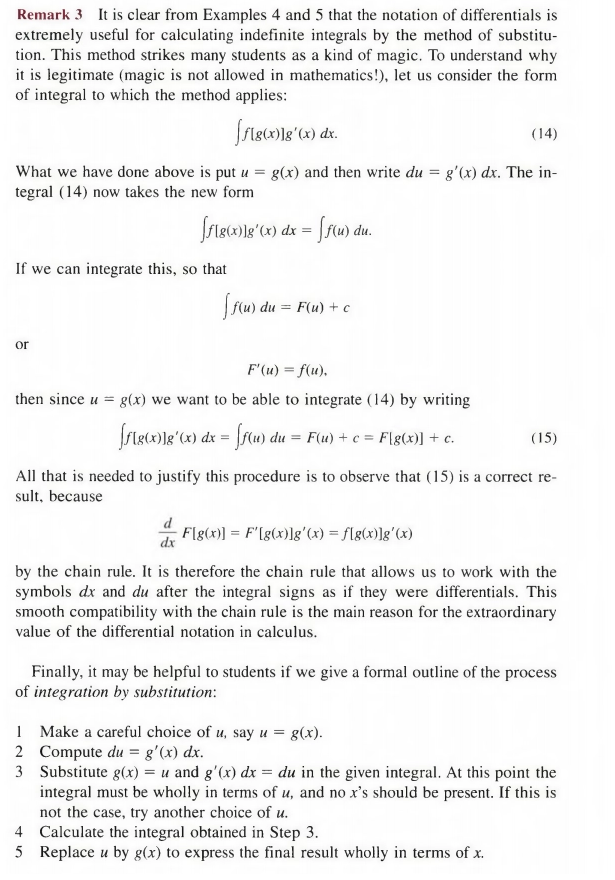 Remark 3 It is clear from Examples 4 and 5 that the notation of differentials is
extremely useful for calculating indefinite integrals by the method of substitu-
tion. This method strikes many students as a kind of magic. To understand why
it is legitimate (magic is not allowed in mathematics!), let us consider the form
of integral to which the method applies:
∫f[g(x)]g′(x) dx. (14)
What we have done above is put u = g(x) and then write du = g′(x) dx. The in-
tegral (14) now takes the new form
∫f[g(x)]g′(x) dx = ∫f(u) du.
If we can integrate this, so that
∫f(u) du = F(u) + c
or
F′(u) = f(u),
then since u = g(x) we want to be able to integrate (14) by writing
∫f[g(x)]g′(x) dx = ∫f(u) du = F(u) + c = F[g(x)] + c. (15)
All that is needed to justify this procedure is to observe that (15) is a correct re-
sult, because
d/dx F[g(x)] = F′[g(x)]g′(x) = f[g(x)]g′(x)
by the chain rule. It is therefore the chain rule that allows us to work with the
symbols dx and du after the integral signs as if they were differentials. This
smooth compatibility with the chain rule is the main reason for the extraordinary
value of the differential notation in calculus.
Finally, it may be helpful to students if we give a formal outline of the process
of integration by substitution:
1 Make a careful choice of u, say u = g(x).
2 Compute du = g′(x) dx.
3 Substitute g(x) = u and g′(x) dx = du in the given integral. At this point the
integral must be wholly in terms of u, and no x's should be present. If this is
not the case, try another choice of u.
4 Calculate the integral obtained in Step 3.
5 Replace u by g(x) to express the final result wholly in terms of x.